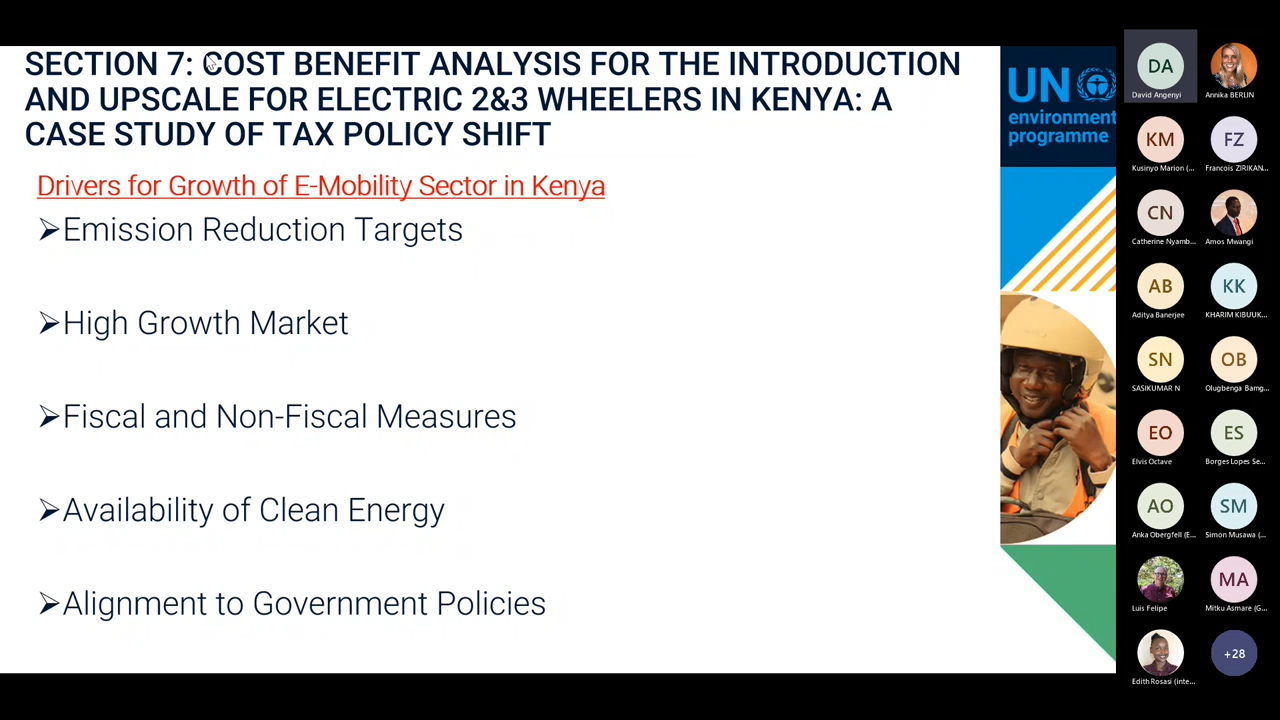 SECTION 7: COST BENEFIT ANALYSIS FOR THE INTRODUCTION
AND UPSCALE FOR ELECTRIC 2&3 WHEELERS IN KENYA: A
CASE STUDY OF TAX POLICY SHIFT
Drivers for Growth of E-Mobility Sector in Kenya
➢Emission Reduction Targets
➢High Growth Market
➢Fiscal and Non-Fiscal Measures
➢Availability of Clean Energy
➢Alignment to Government Policies
UN
environment
programme
DA
David Angenyi
Annika BERLIN
KM
Kusinyo Marion (...
FZ
Francois ZIRIKAN...
CN
Catherine Nyamb...
Amos Mwangi
AB
Aditya Banerjee
KK
KHARIM KIBUUK...
SN
SASIKUMAR N
OB
Olugbenga Bamg...
EO
Elvis Octave
ES
Borges Lopes Se...
AO
Anka Obergfell (E...
SM
Simon Musawa (...
Luis Felipe
MA
Mitku Asmare (G...
Edith Rosasi (inte...
+28